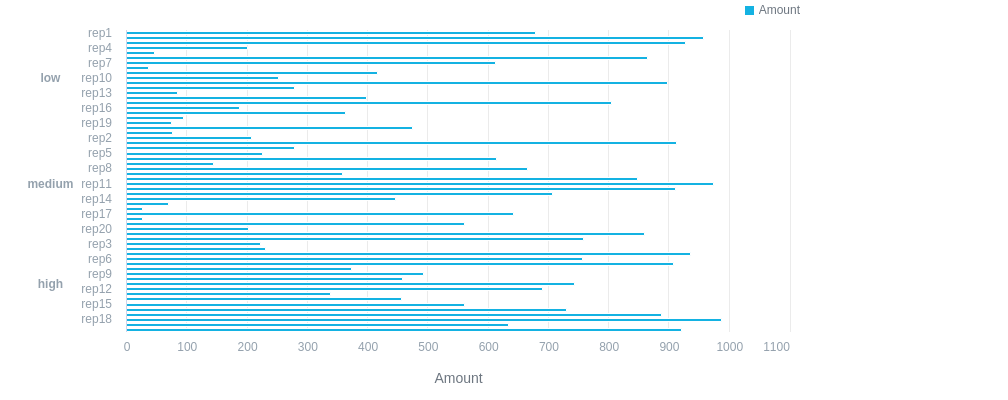 Amount
rep1
rep4
rep7
low rep10
rep13
rep16
rep19
rep2
rep5
rep8
medium rep11
rep14
rep17
rep20
rep3
rep6
rep9
high
rep12
rep15
rep18
0 100 200 300 400 500 600 700 800 900 1000 1100
Amount